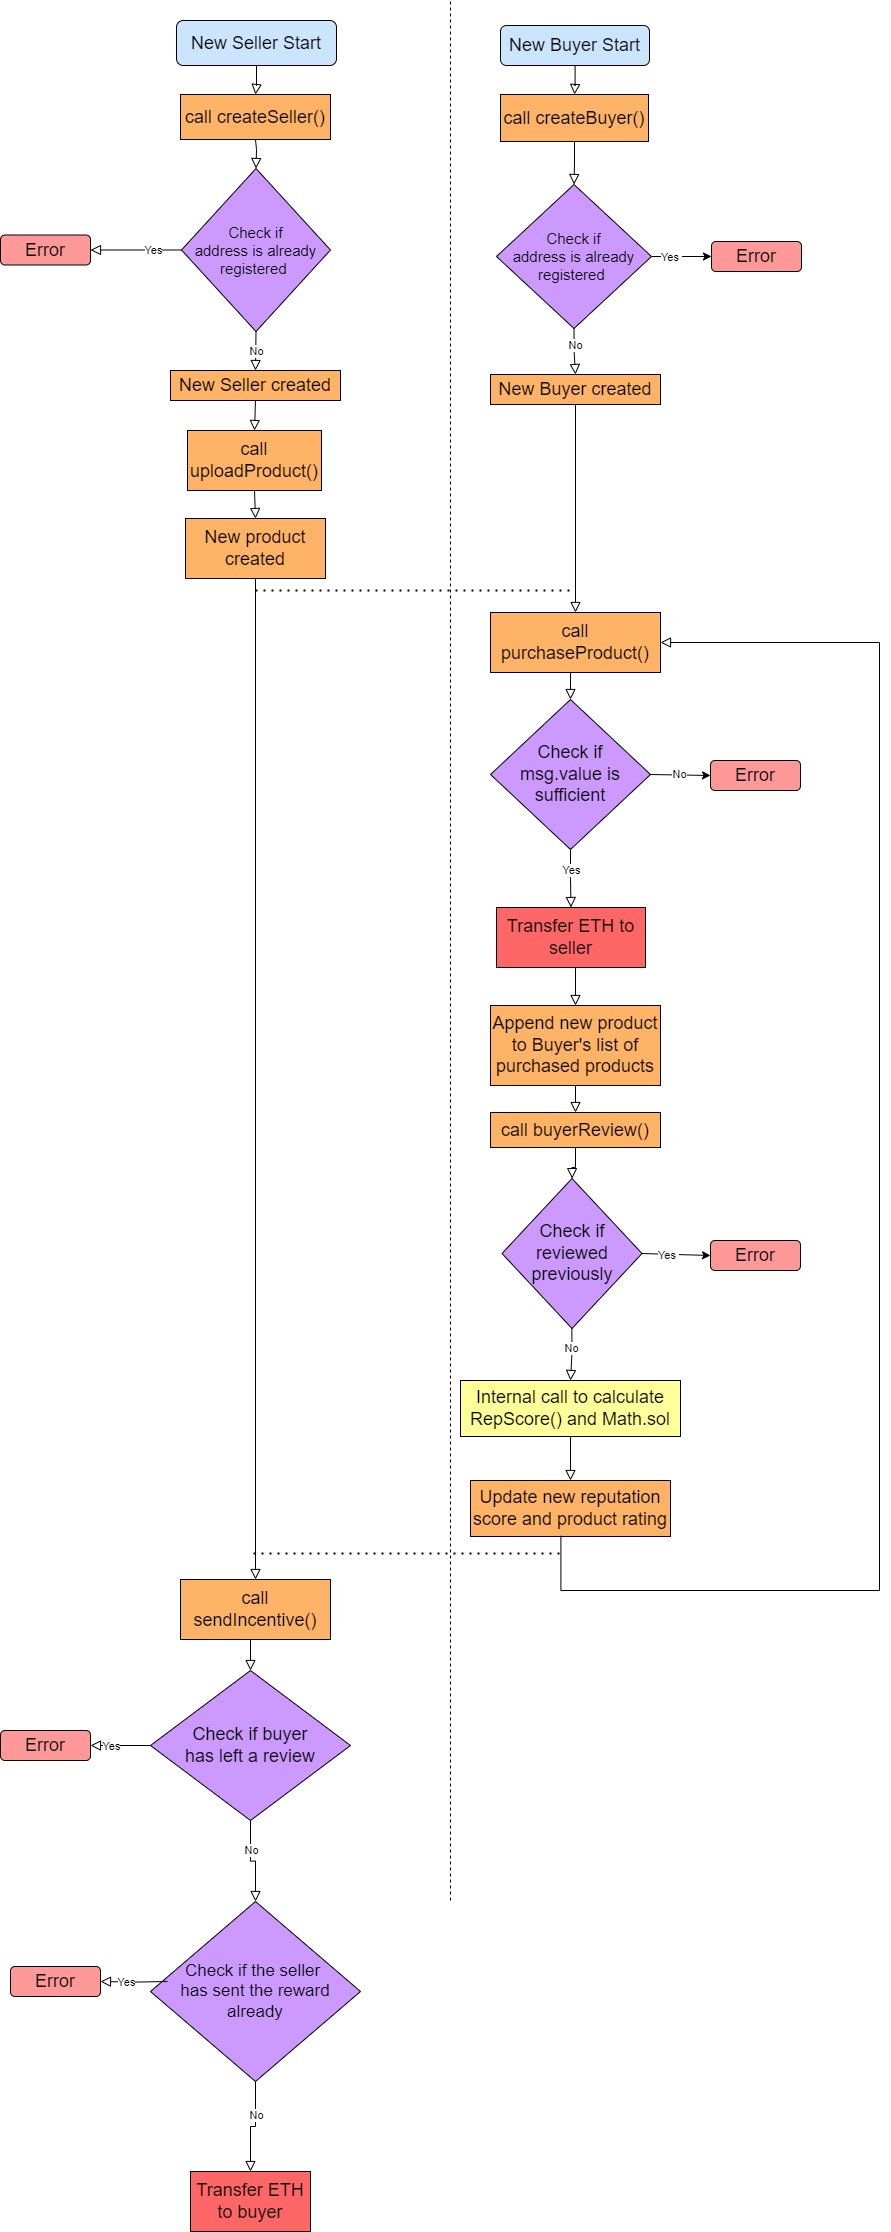 New Seller Start
call createSeller()
Check if
address is already
registered
Yes
Error
No
New Seller created
call
uploadProduct()
New product
created
New Buyer Start
call createBuyer()
Check if
address is already
registered
Yes
Error
No
New Buyer created
call
purchaseProduct()
Check if
msg.value is
sufficient
No
Error
Yes
Transfer ETH to
seller
Append new product
to Buyer's list of
purchased products
call buyerReview()
Check if
reviewed
previously
Yes
Error
No
Internal call to calculate
RepScore() and Math.sol
Update new reputation
score and product rating
call
sendIncentive()
Check if buyer
has left a review
Yes
Error
No
Check if the seller
has sent the reward
already
Yes
Error
No
Transfer ETH
to buyer